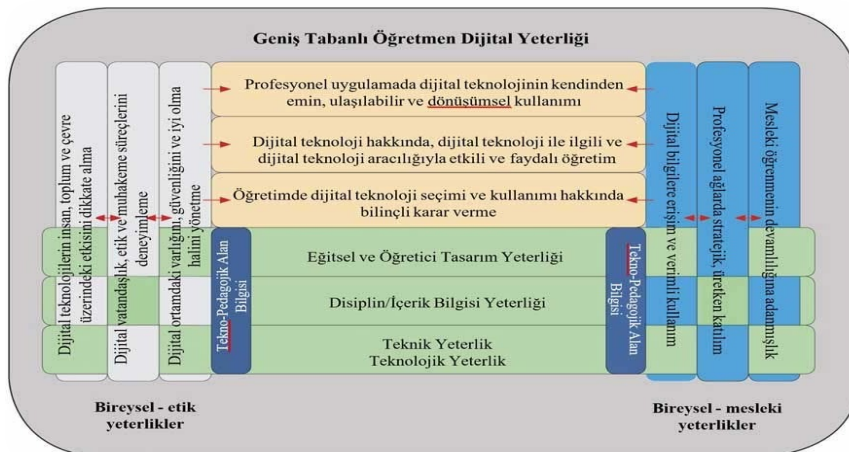 Geniş Tabanlı Öğretmen Dijital Yeterliği
Dijital teknolojilerin insan, toplum ve çevre
üzerindeki etkisini dikkate alma
Dijital vatandaşlık, etik ve muhakeme süreçlerini
deneyimleme
Dijital ortamdaki varlığını, güvenliğini ve iyi olma
halini yönetme
Profesyonel uygulamada dijital teknolojinin kendinden
emin, ulaşılabilir ve dönüşümsel kullanımı
Dijital teknoloji hakkında, dijital teknoloji ile ilgili ve
dijital teknoloji aracılığıyla etkili ve faydalı öğretim
Öğretimde dijital teknoloji seçimi ve kullanımı hakkında
bilinçli karar verme
Tekno-Pedagojik Alan
Bilgisi
Eğitsel ve Öğretici Tasarım Yeterliği
Disiplin/İçerik Bilgisi Yeterliği
Teknik Yeterlik
Teknolojik Yeterlik
Tekno-Pedagojik Alan
Bilgisi
Dijital bilgilere erişim ve verimli kullanım
Profesyonel ağlarda stratejik, üretken katılım
Mesleki öğrenmenin devamlılığına adanmışlık
Bireysel - etik
yeterlikler
Bireysel - mesleki
yeterlikler